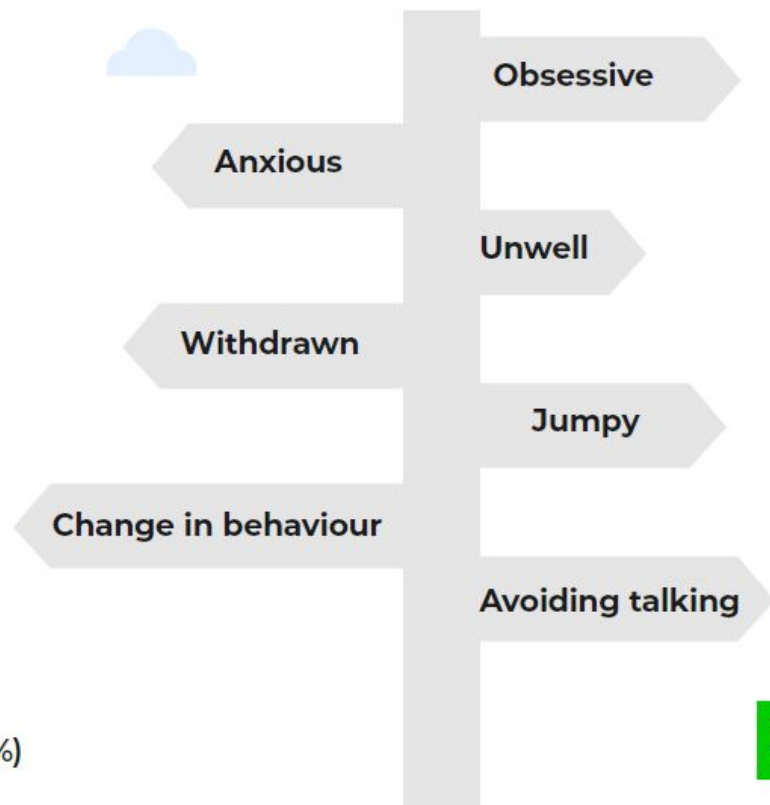 Obsessive
Anxious
Unwell
Withdrawn
Jumpy
Change in behaviour
Avoiding talking
%)